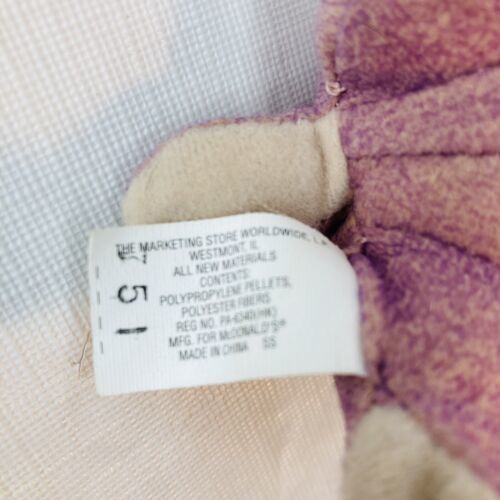 THE MARKETING STORE WORLDWIDE, L.P.
WESTMONT, IL
ALL NEW MATERIALS
CONTENTS:
POLYPROPYLENE PELLETS,
POLYESTER FIBERS
REG NO. PA-6340(HK)
MFG. FOR McDONALD'S®
MADE IN CHINA SS